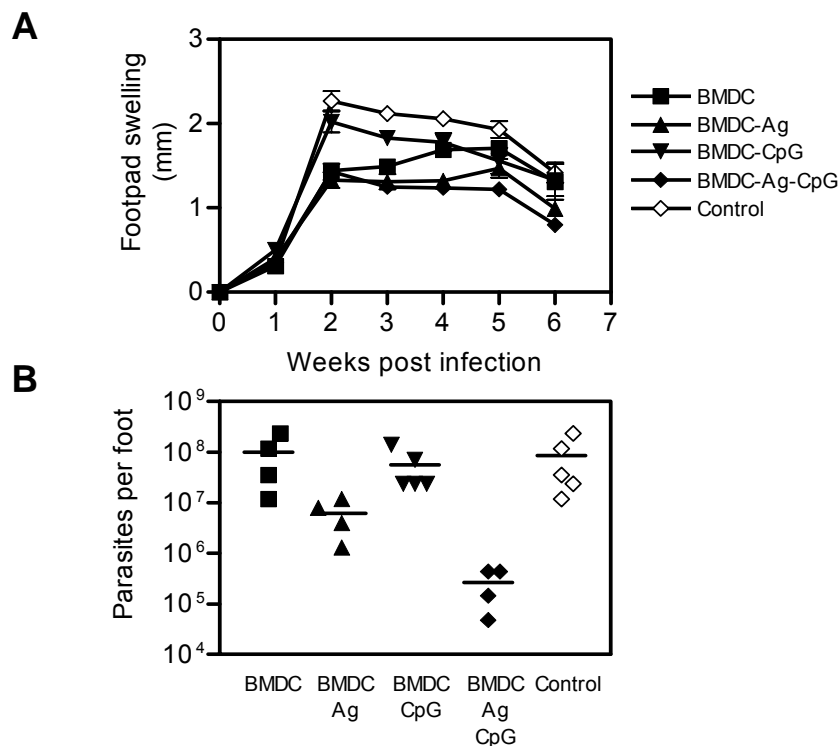 A
Footpad swelling
(mm)
3
2
1
0
0 1 2 3 4 5 6 7
Weeks post infection
BMDC
BMDC-Ag
BMDC-CpG
BMDC-Ag-CpG
Control
B
Parasites per foot
10⁹
10⁸
10⁷
10⁶
10⁵
10⁴
BMDC
BMDC
Ag
BMDC
CpG
BMDC
Ag
CpG
Control